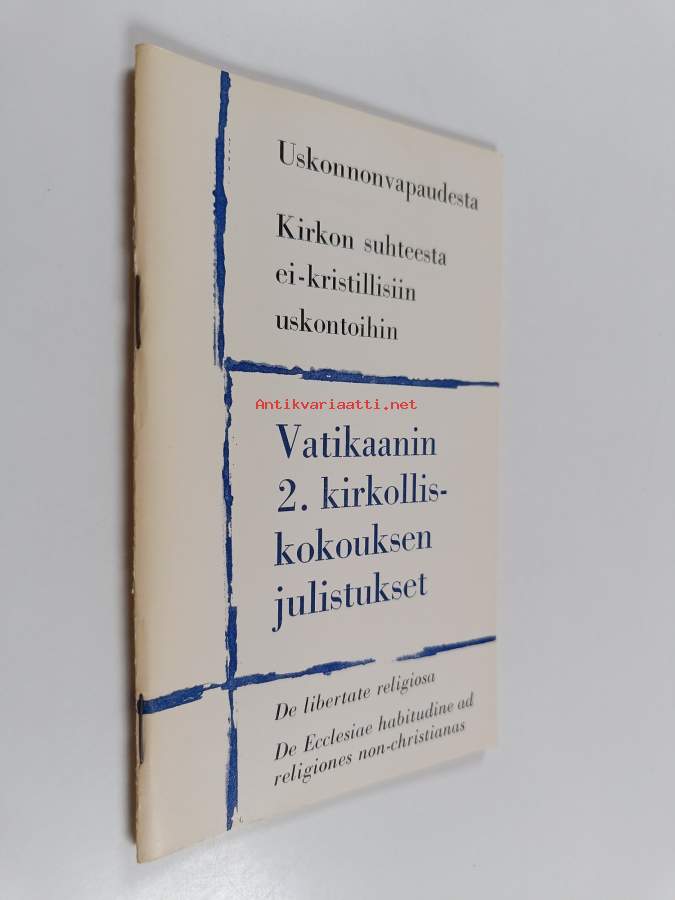 Uskonnonvapaudesta
Kirkon suhteesta
ei-kristillisiin
uskontoihin
Antikvariaatti.net
Vatikaanin
2. kirkollis-
kokouksen
julistukset
De libertate religiosa
De Ecclesiae habitudine ad
religiones non-christianas